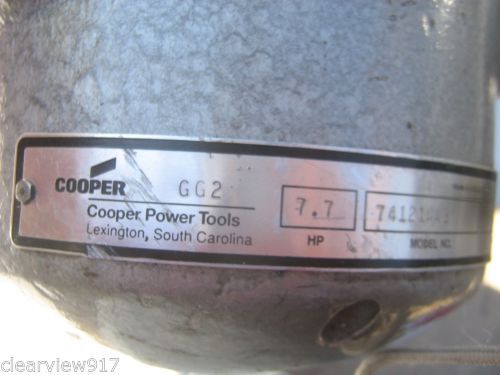 COOPER GG2 7.7
Cooper Power Tools
Lexington, South Carolina
HP MODEL NO.
clearview917